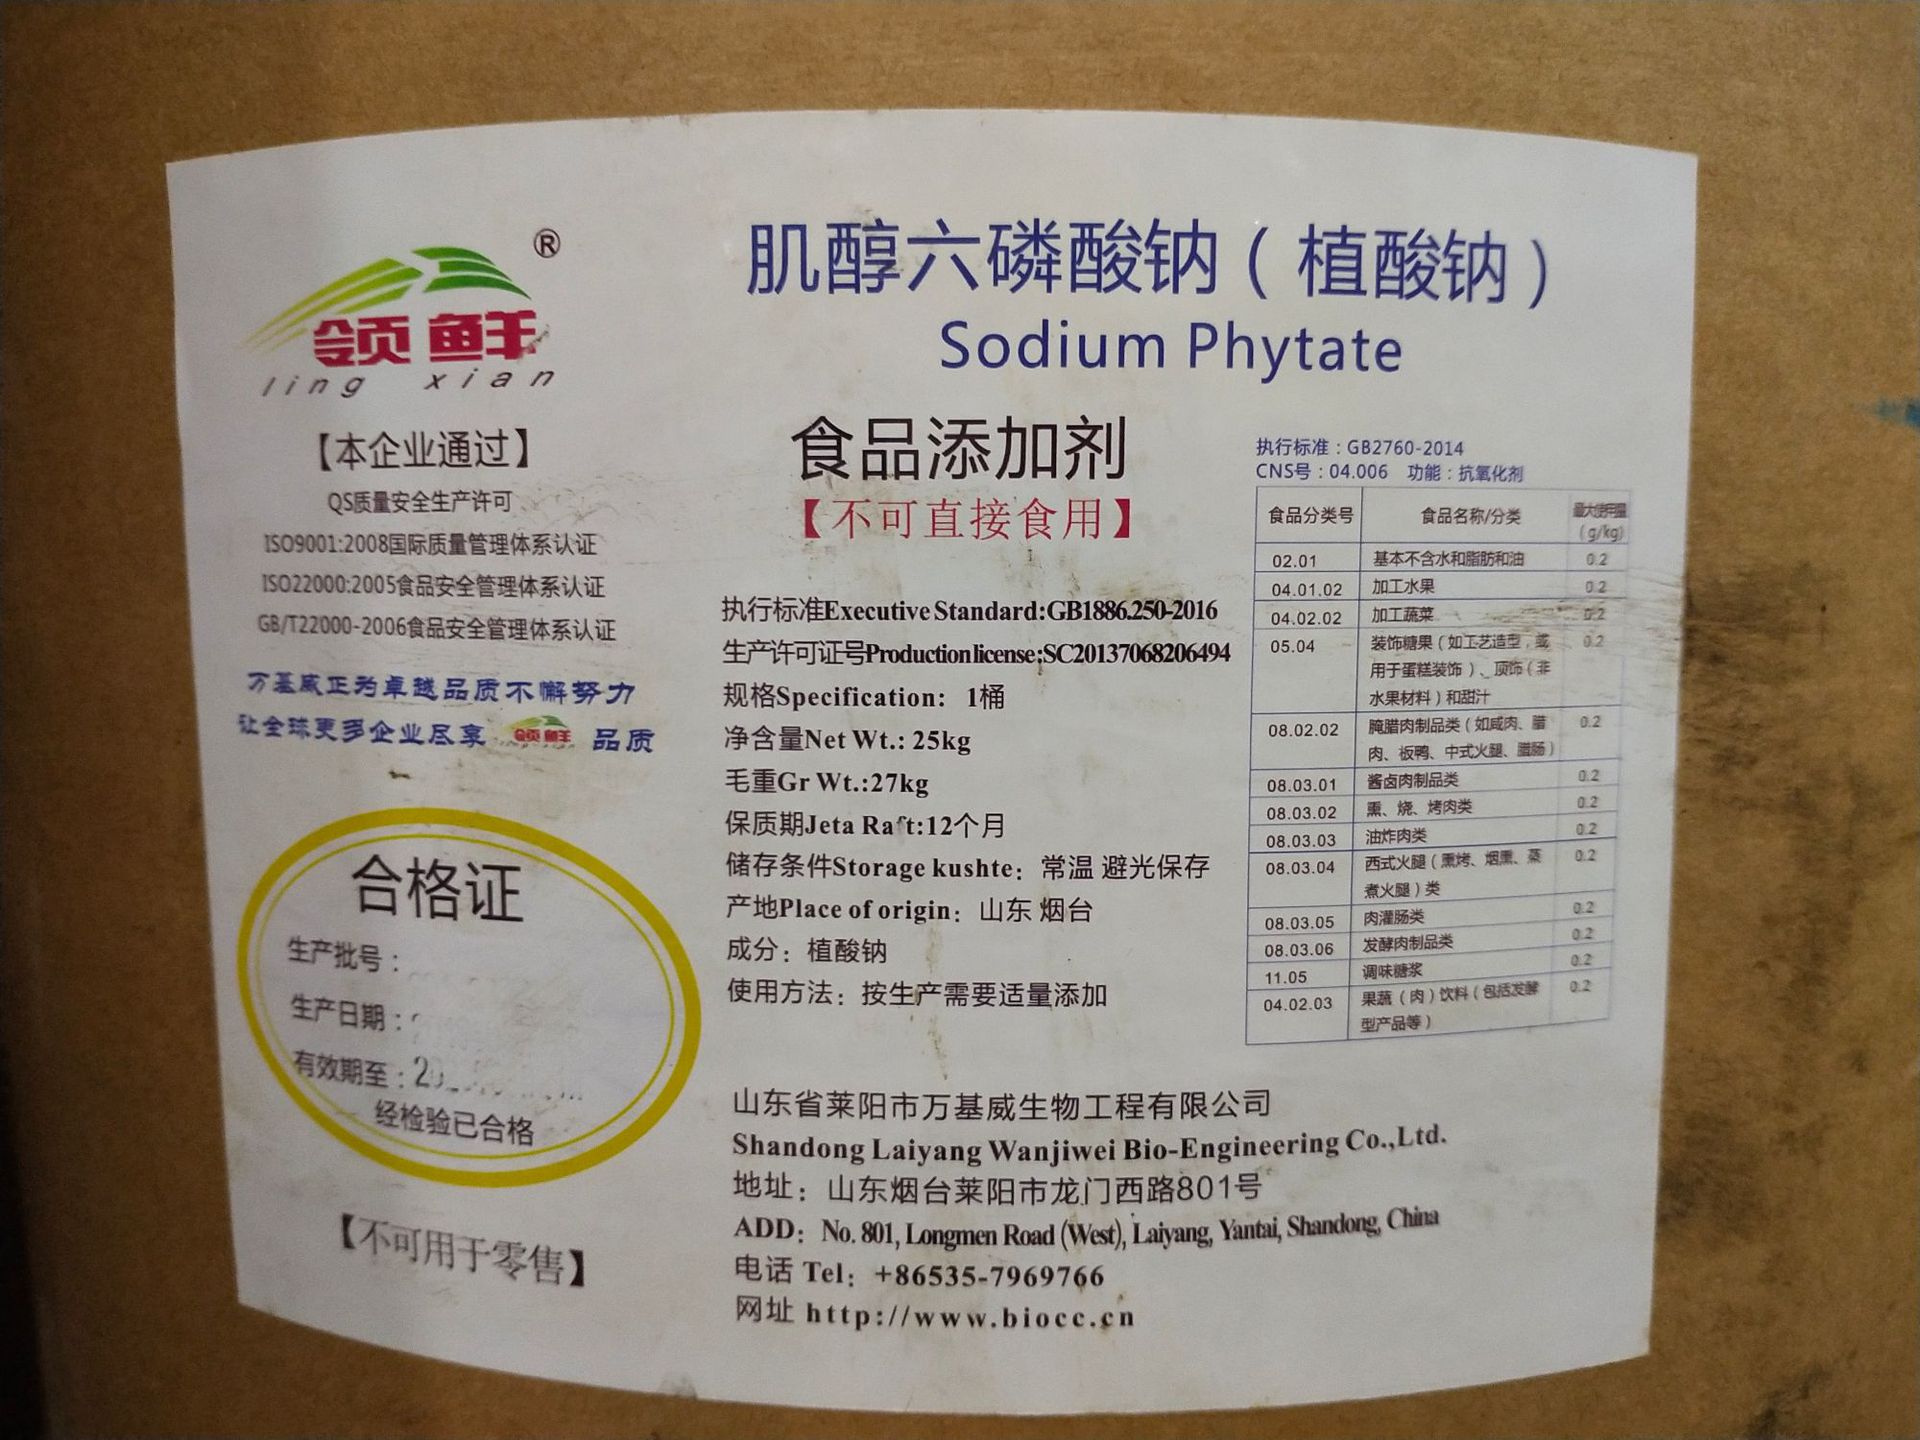 ®
领鲜
ling xian
【本企业通过】
QS质量安全生产许可
ISO9001:2008国际质量管理体系认证
ISO22000:2005食品安全管理体系认证
GB/T22000-2006食品安全管理体系认证
万基威正为卓越品质不懈努力
让全球更多企业尽享 领鲜 品质
合格证
生产批号：
生产日期：
有效期至：
经检验已合格
【不可用于零售】
肌醇六磷酸钠（植酸钠）
Sodium Phytate
食品添加剂
【不可直接食用】
执行标准Executive Standard:GB1886.250-2016
生产许可证号Production license:SC20137068206494
规格Specification: 1桶
净含量Net Wt.: 25kg
毛重Gr Wt.:27kg
保质期Jeta Raft:12个月
储存条件Storage kushte: 常温 避光保存
产地Place of origin: 山东 烟台
成分: 植酸钠
使用方法: 按生产需要适量添加
执行标准：GB2760-2014
CNS号：04.006 功能：抗氧化剂
食品分类号 食品名称/分类 最大使用量
(g/kg)
02.01 基本不含水和脂肪和油 0.2
04.01.02 加工水果 0.2
04.02.02 加工蔬菜 0.2
05.04 装饰糖果（如工艺造型，或 0.2
用于蛋糕装饰）、顶饰（非
水果材料）和甜汁
08.02.02 腌腊肉制品类（如咸肉、腊 0.2
肉、板鸭、中式火腿、腊肠）
08.03.01 酱卤肉制品类 0.2
08.03.02 熏、烧、烤肉类 0.2
08.03.03 油炸肉类 0.2
08.03.04 西式火腿（熏烤、烟熏、蒸 0.2
煮火腿）类
08.03.05 肉灌肠类 0.2
08.03.06 发酵肉制品类 0.2
11.05 调味糖浆 0.2
04.02.03 果蔬（肉）饮料（包括发酵 0.2
型产品等）
山东省莱阳市万基威生物工程有限公司
Shandong Laiyang Wanjiwei Bio-Engineering Co.,Ltd.
地址: 山东烟台莱阳市龙门西路801号
ADD: No. 801, Longmen Road (West), Laiyang, Yantai, Shandong, China
电话 Tel: +86535-7969766
网址 http://www.biocc.cn